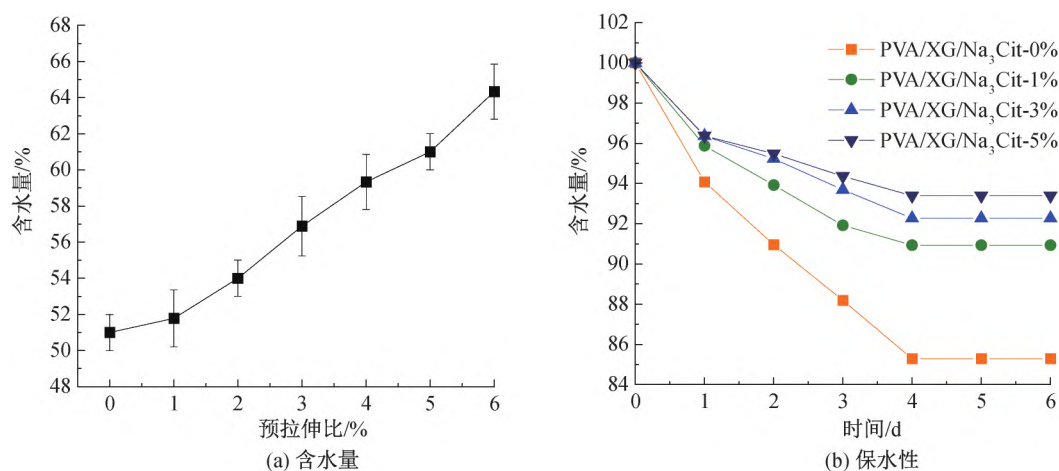 68
66
64
62
60
58
56
54
52
50
48
含水量/%
0 1 2 3 4 5 6
预拉伸比/%
(a) 含水量
100
98
96
94
92
90
88
86
84
含水量/%
PVA/XG/Na₃Cit-0%
PVA/XG/Na₃Cit-1%
PVA/XG/Na₃Cit-3%
PVA/XG/Na₃Cit-5%
0 1 2 3 4 5 6
时间/d
(b) 保水性